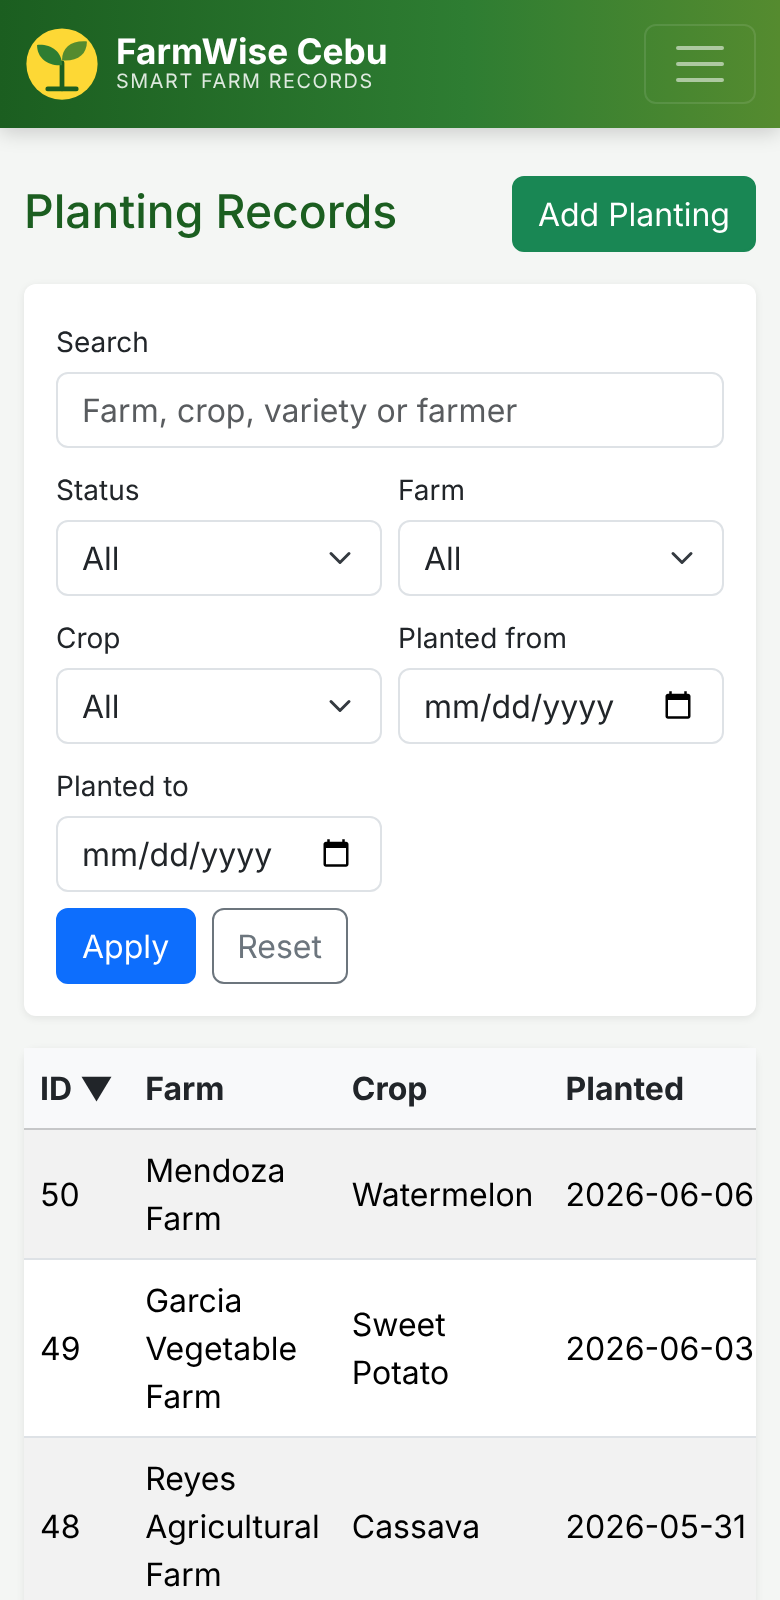 FarmWise Cebu
SMART FARM RECORDS
Planting Records
Add Planting
Search
Farm, crop, variety or farmer
Status
Farm
All
All
Crop
Planted from
All
mm/dd/yyyy
Planted to
mm/dd/yyyy
Apply
Reset
ID ▼ Farm Crop Planted
50 Mendoza Farm Watermelon 2026-06-06
49 Garcia Vegetable Farm Sweet Potato 2026-06-03
48 Reyes Agricultural Farm Cassava 2026-05-31